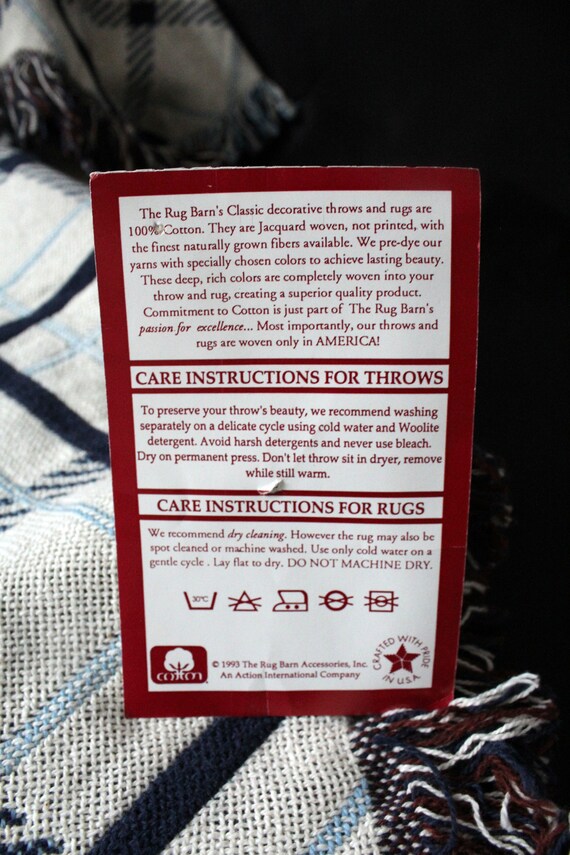 The Rug Barn's Classic decorative throws and rugs are
100% Cotton. They are Jacquard woven, not printed, with
the finest naturally grown fibers available. We pre-dye our
yarns with specially chosen colors to achieve lasting beauty.
These deep, rich colors are completely woven into your
throw and rug, creating a superior quality product.
Commitment to Cotton is just part of The Rug Barn's
passion for excellence... Most importantly, our throws and
rugs are woven only in AMERICA!
CARE INSTRUCTIONS FOR THROWS
To preserve your throw's beauty, we recommend washing
separately on a delicate cycle using cold water and Woolite
detergent. Avoid harsh detergents and never use bleach.
Dry on permanent press. Don't let throw sit in dryer, remove
while still warm.
CARE INSTRUCTIONS FOR RUGS
We recommend dry cleaning. However the rug may also be
spot cleaned or machine washed. Use only cold water on a
gentle cycle . Lay flat to dry. DO NOT MACHINE DRY.
30°C
cotton
© 1993 The Rug Barn Accessories, Inc.
An Action International Company
CRAFTED WITH PRIDE
IN U.S.A